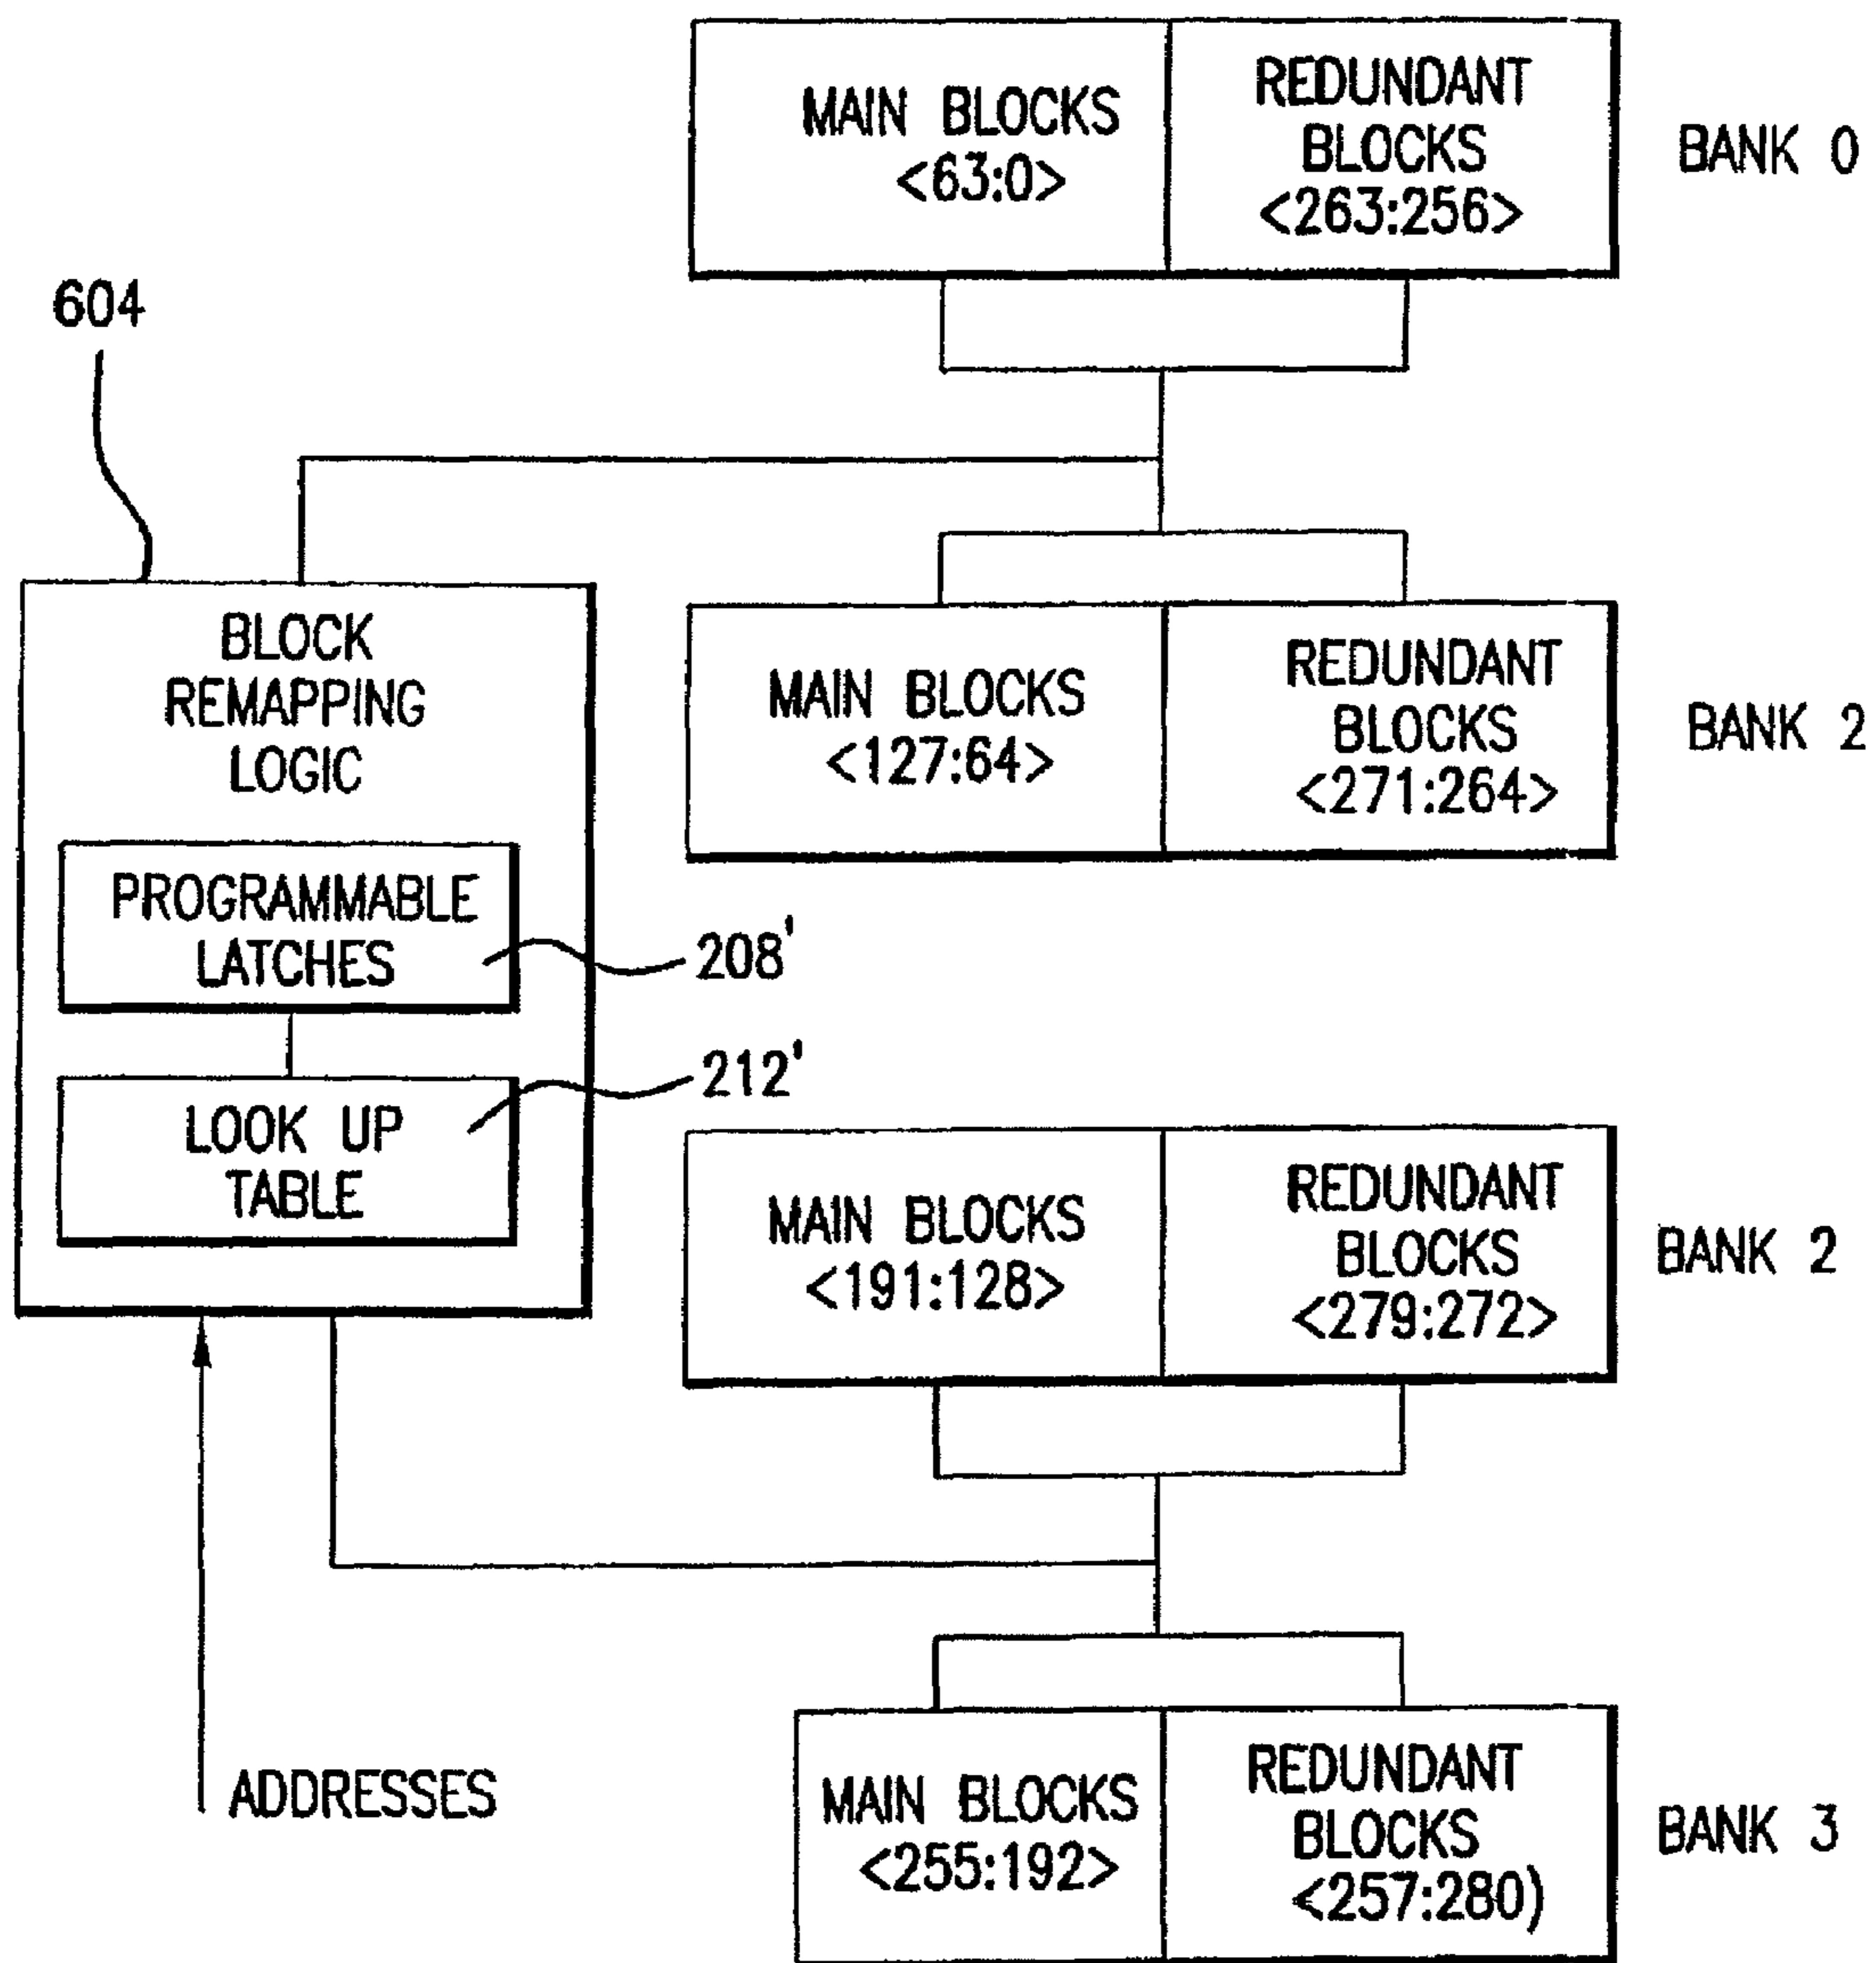 MAIN BLOCKS
<63:0>
REDUNDANT
BLOCKS
<263:256>
BANK 0
604
BLOCK
REMAPPING
LOGIC
MAIN BLOCKS
<127:64>
REDUNDANT
BLOCKS
<271:264>
BANK 2
PROGRAMMABLE
LATCHES
208'
LOOK UP
TABLE
212'
MAIN BLOCKS
<191:128>
REDUNDANT
BLOCKS
<279:272>
BANK 2
ADDRESSES
MAIN BLOCKS
<255:192>
REDUNDANT
BLOCKS
<257:280)
BANK 3